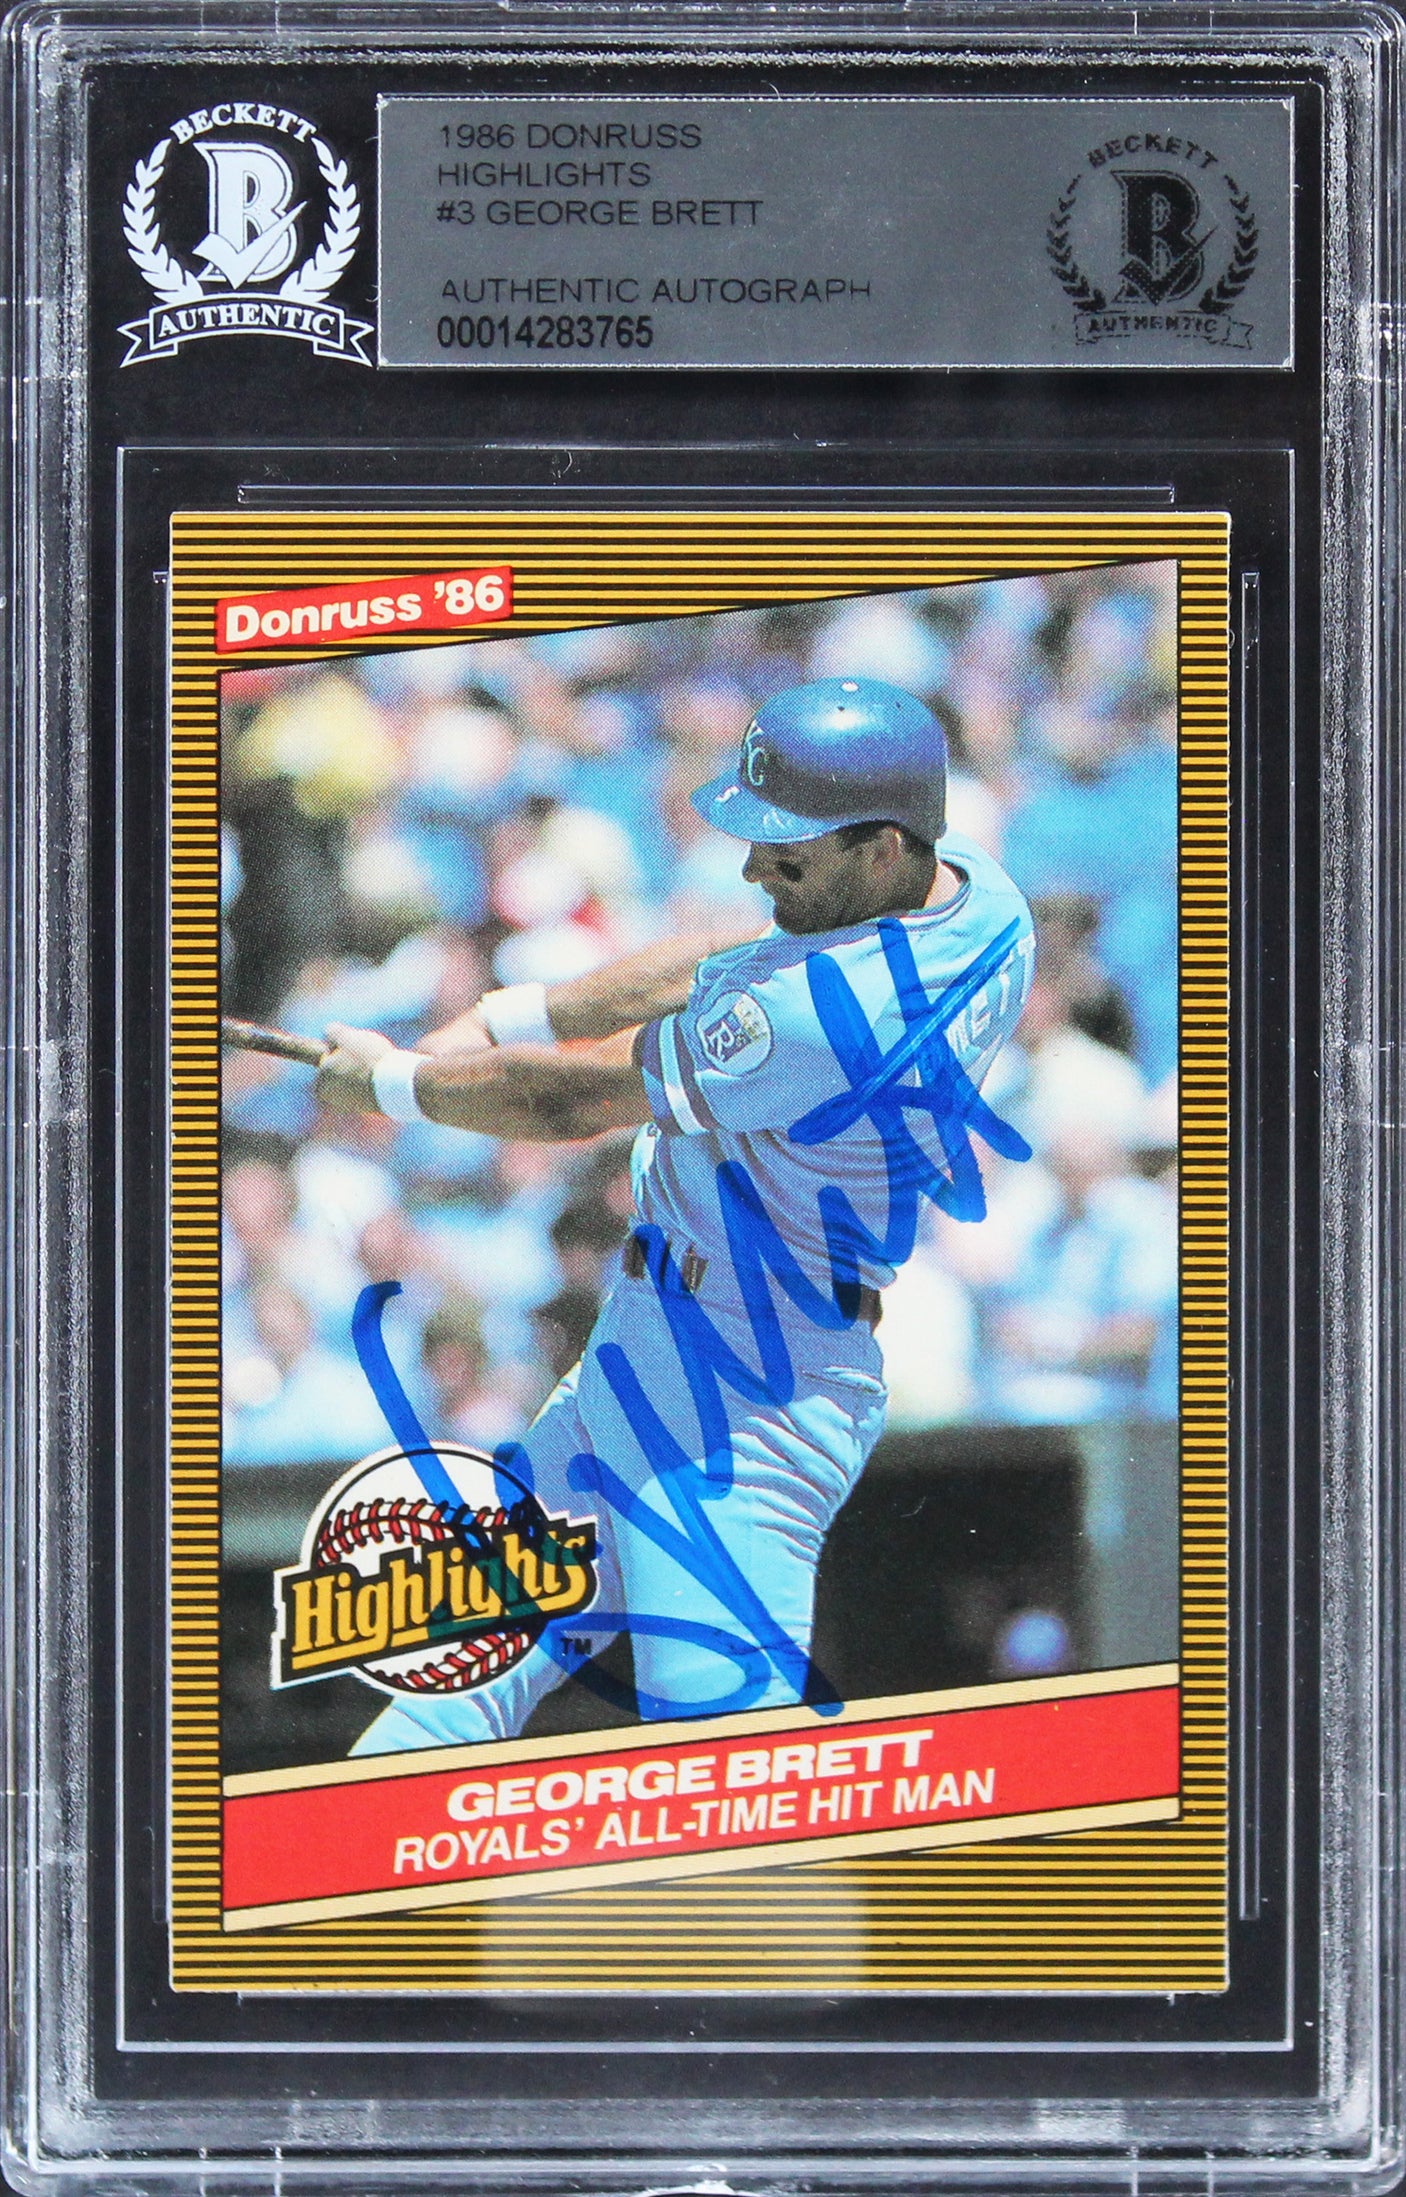 BECKETT
B
AUTHENTIC
1986 DONRUSS
HIGHLIGHTS
#3 GEORGE BRETT
AUTHENTIC AUTOGRAPH
00014283765
BECKETT
B
AUTHENTIC
Donruss '86
KC
5
R
Highlights
TM
GEORGE BRETT
ROYALS' ALL-TIME HIT MAN